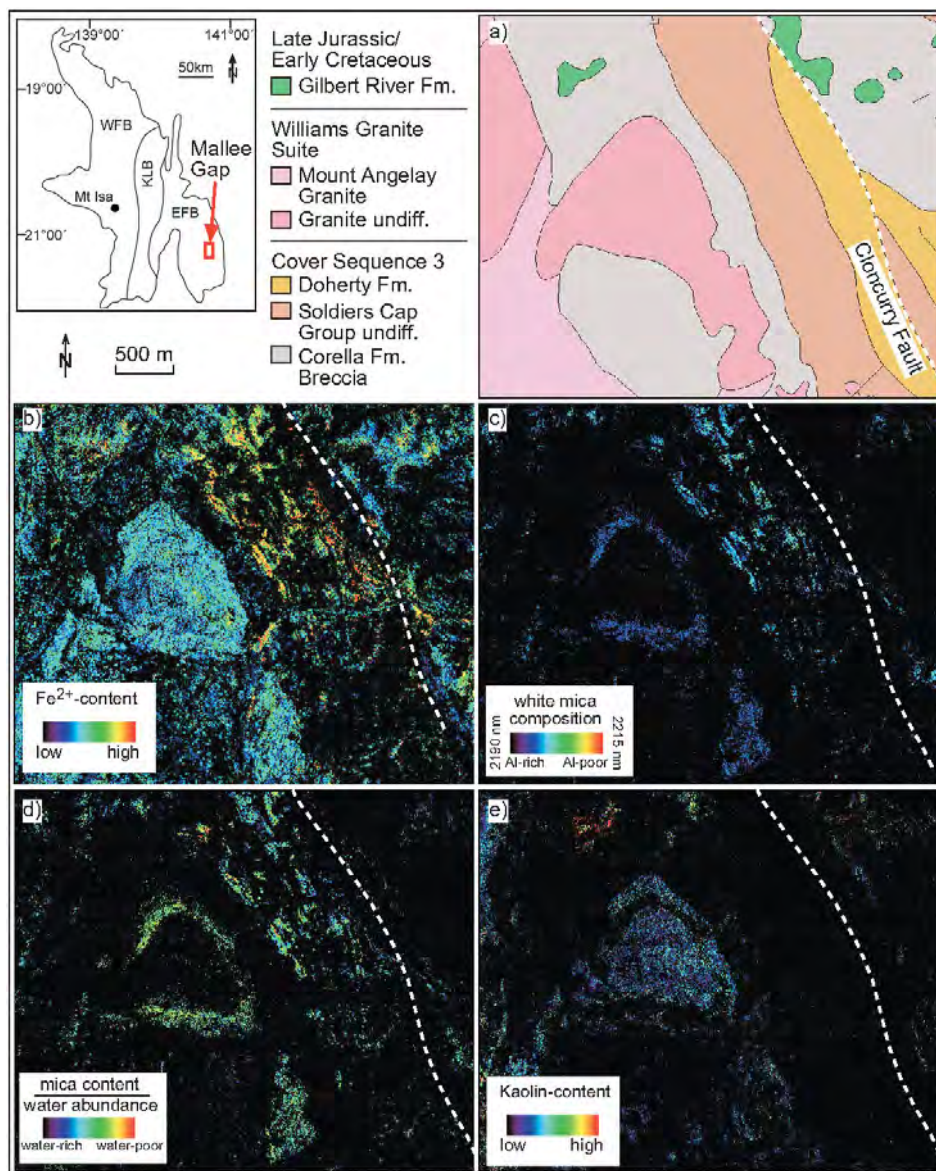 139°00'
141°00'
50km
N
19°00'
WFB
KLB
Mallee
Gap
Mt Isa
EFB
21°00'
N
500 m
Late Jurassic/
Early Cretaceous
Gilbert River Fm.
Williams Granite
Suite
Mount Angelay
Granite
Granite undiff.
Cover Sequence 3
Doherty Fm.
Soldiers Cap
Group undiff.
Corella Fm.
Breccia
a)
Cloncurry Fault
b)
Fe2+-content
low high
c)
white mica
composition
2190 nm
2215 nm
Al-rich Al-poor
d)
mica content
water abundance
water-rich water-poor
e)
Kaolin-content
low high